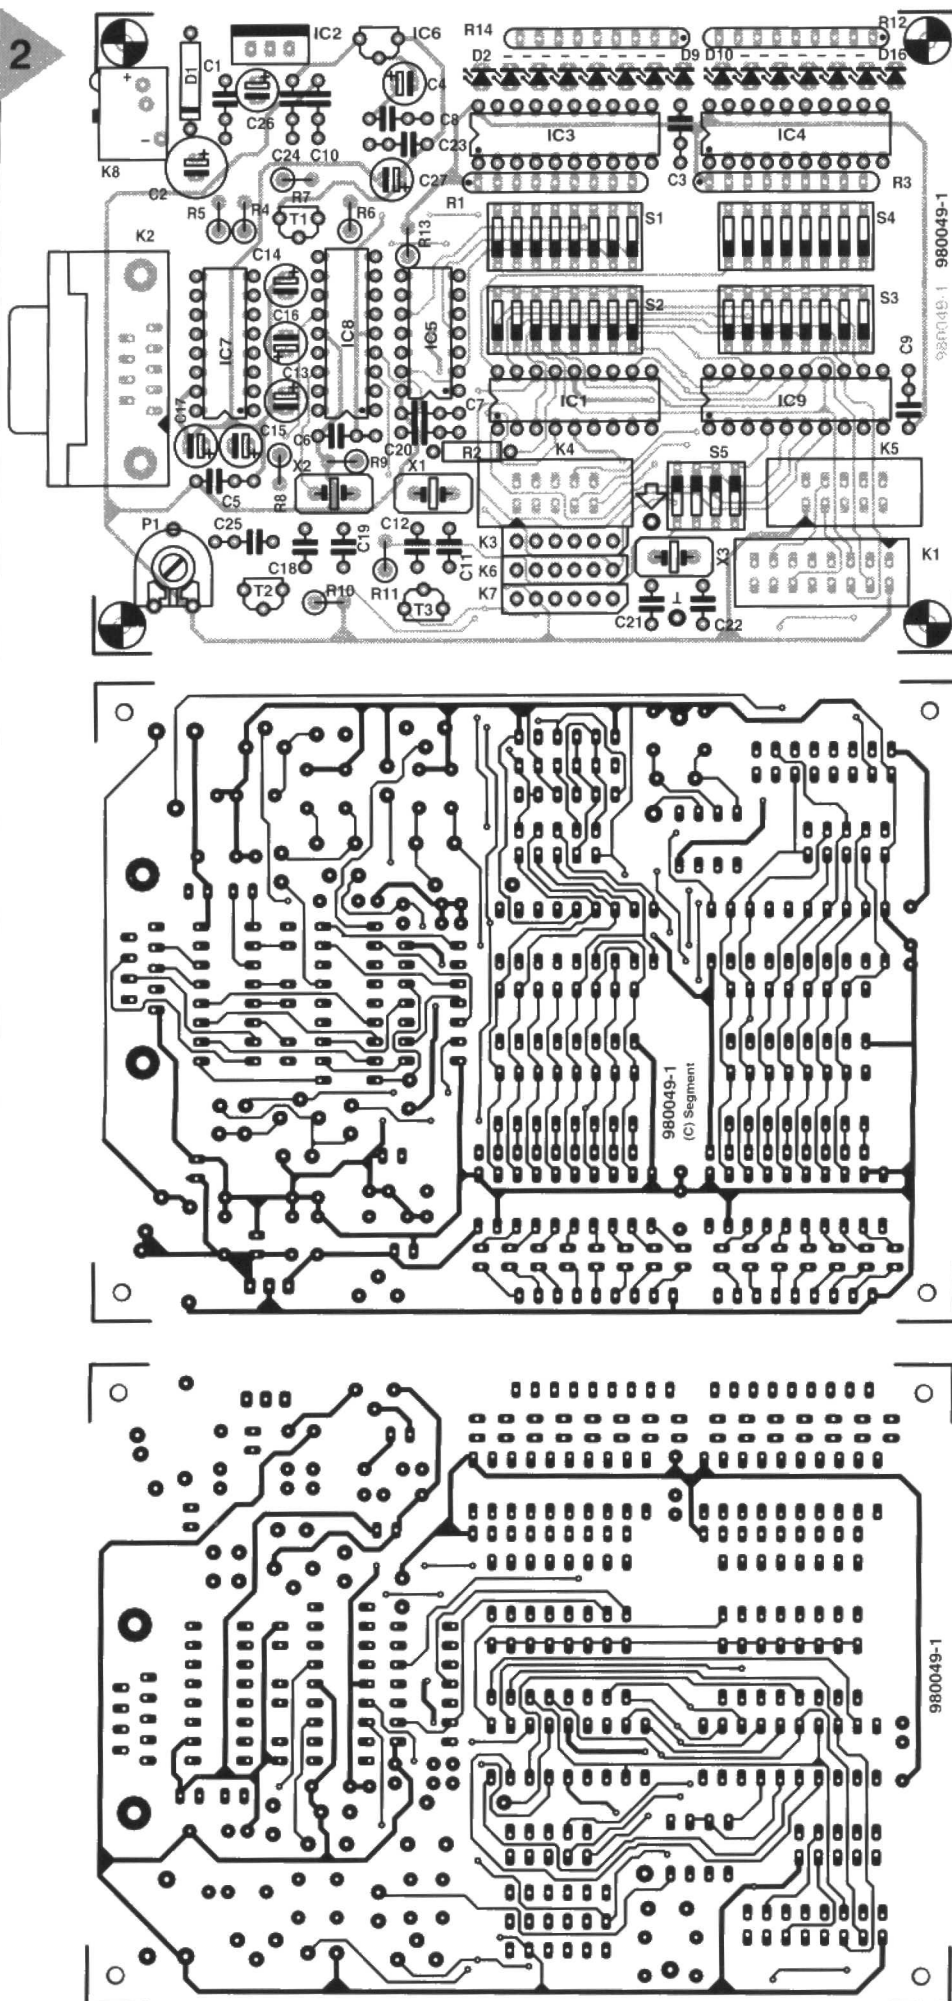 2
IC2
IC6
R14
R12
D2
D9
D10
D16
D1
C1
C4
C26
C8
IC3
IC4
K8
C2
C24
C10
C23
C27
C3
R3
R5
R4
R7
R6
R1
T1
R13
S1
S4
980049-1
980049-1
K2
C14
C16
S2
S3
IC7
IC8
IC5
C13
C9
C17
C15
C7
IC1
IC9
C6
C20
R2
K4
S5
K5
C5
R8
X2
R9
X1
P1
C25
C18
C19
C12
C11
K3
K6
K7
X3
K1
T2
R10
R11
T3
C21
T
C22
980049-1
(C) Segment
980049-1